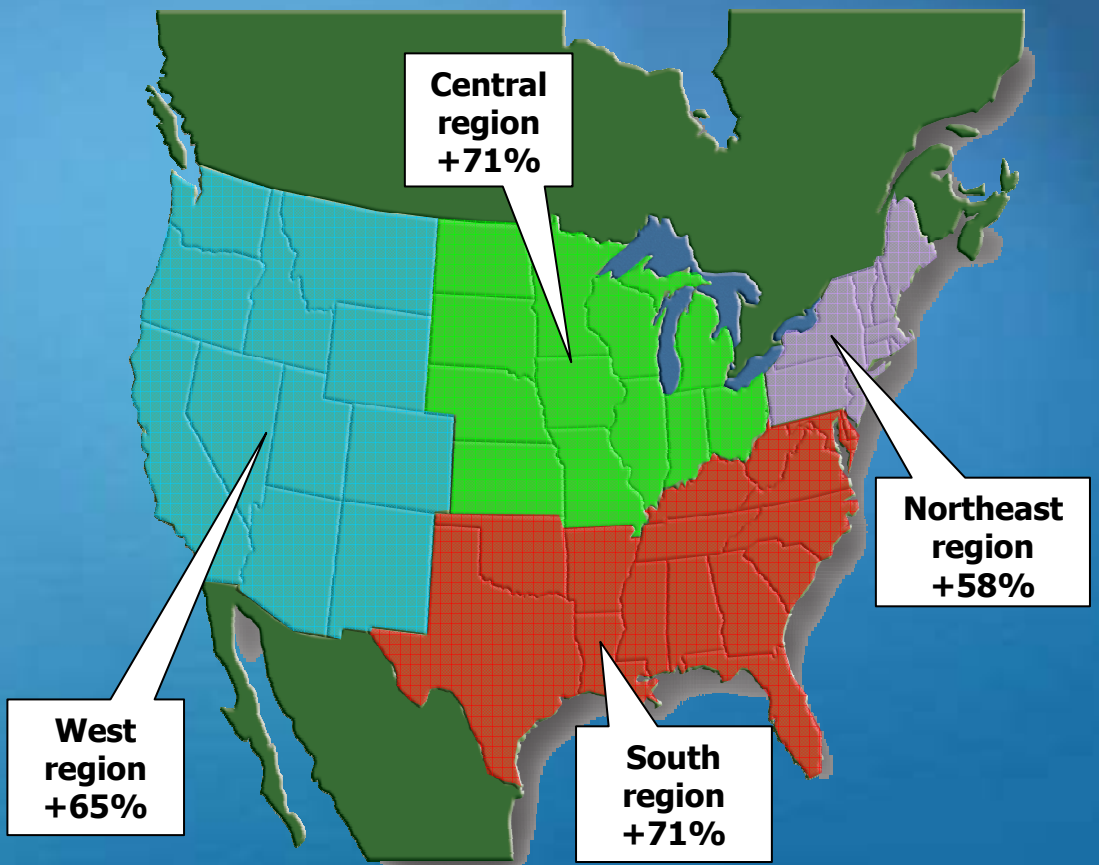 Central
region
+71%
Northeast
region
+58%
West
region
+65%
South
region
+71%